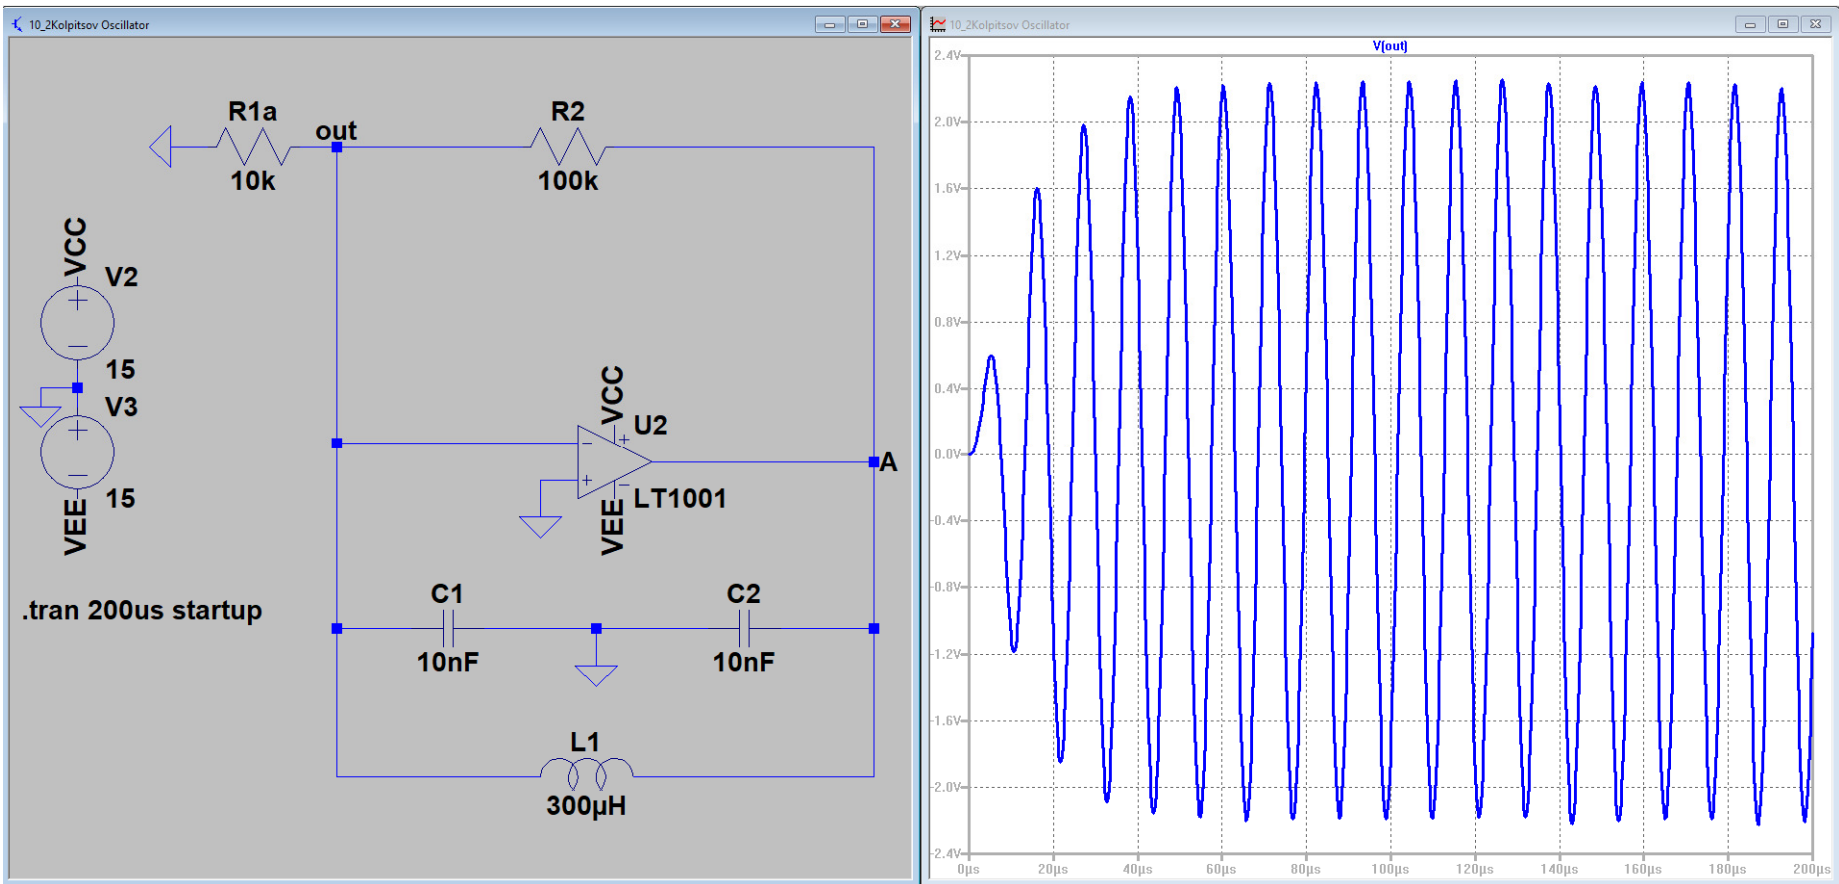 10_2Kolpitsov Oscillator
R1a
out
R2
10k
100k
VCC
V2
15
V3
15
VEE
VCC
U2
A
LT1001
VEE
.tran 200us startup
C1
C2
10nF
10nF
L1
300µH
10_2Kolpitsov Oscillator
V(out)
2.4V
2.0V
1.6V
1.2V
0.8V
0.4V
0.0V
-0.4V
-0.8V
-1.2V
-1.6V
-2.0V
-2.4V
0µs 20µs 40µs 60µs 80µs 100µs 120µs 140µs 160µs 180µs 200µs